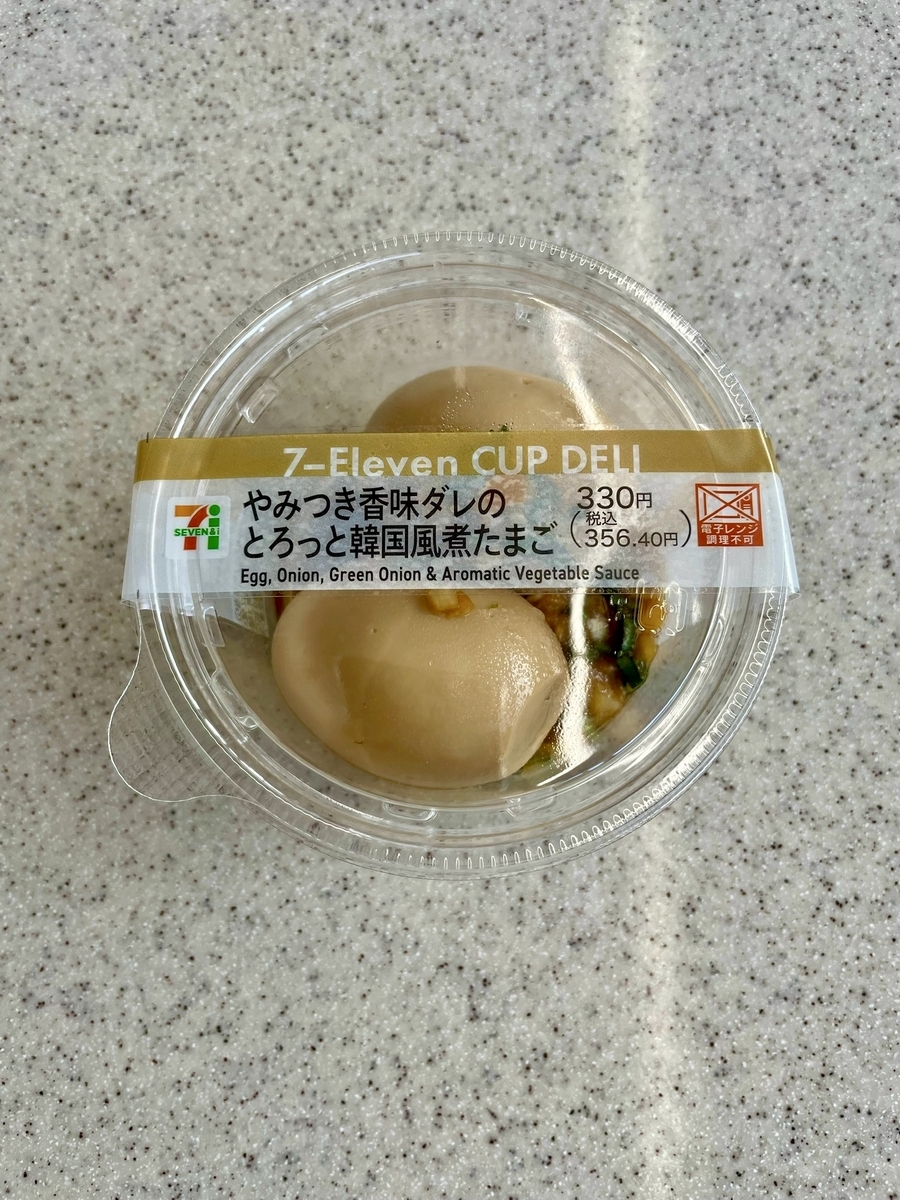 7-Eleven CUP DELI
SEVEN&i
やみつき香味ダレの
とろっと韓国風煮たまご
330円
(税込
356.40円)
電子レンジ
調理不可
Egg, Onion, Green Onion & Aromatic Vegetable Sauce